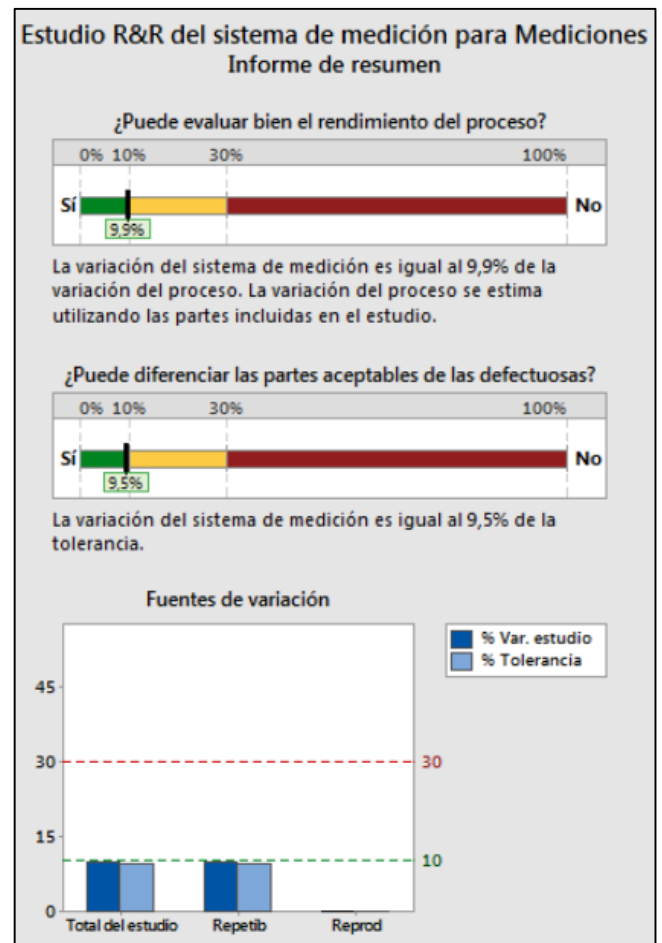 Estudio R&R del sistema de medición para Mediciones
Informe de resumen
¿Puede evaluar bien el rendimiento del proceso?
0% 10% 30% 100%
Sí No
9,9%
La variación del sistema de medición es igual al 9,9% de la
variación del proceso. La variación del proceso se estima
utilizando las partes incluidas en el estudio.
¿Puede diferenciar las partes aceptables de las defectuosas?
0% 10% 30% 100%
Sí No
9,5%
La variación del sistema de medición es igual al 9,5% de la
tolerancia.
Fuentes de variación
% Var. estudio
% Tolerancia
45
30 30
15
10
0
Total del estudio Repetib Reprod